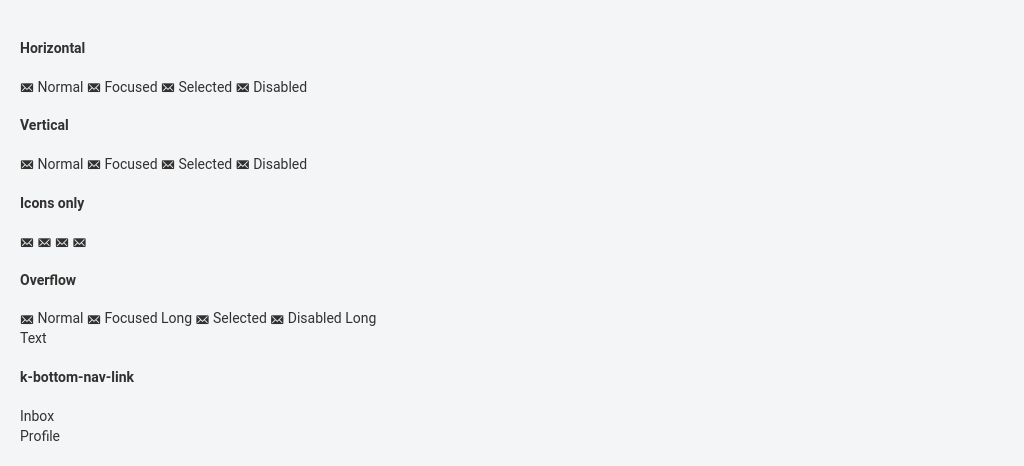 Horizontal
Normal Focused Selected Disabled
Vertical
Normal Focused Selected Disabled
Icons only
Overflow
Normal Focused Long Selected Disabled Long
Text
k-bottom-nav-link
Inbox
Profile